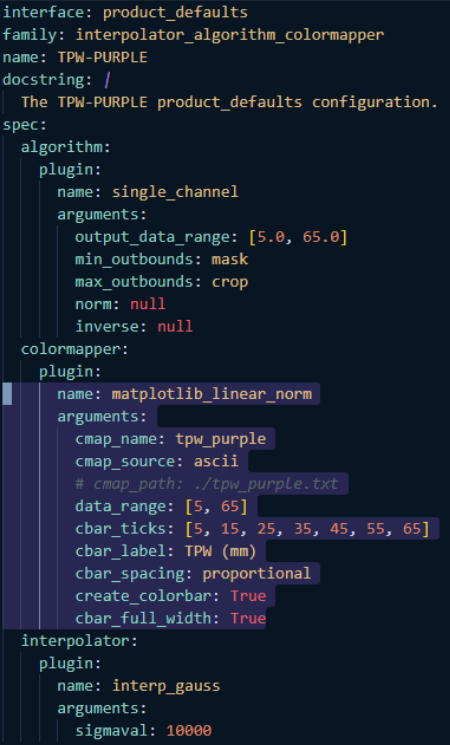 interface: product_defaults
family: interpolator_algorithm_colormapper
name: TPW-PURPLE
docstring: |
  The TPW-PURPLE product_defaults configuration.
spec:
  algorithm:
    plugin:
      name: single_channel
      arguments:
        output_data_range: [5.0, 65.0]
        min_outbounds: mask
        max_outbounds: crop
        norm: null
        inverse: null
  colormapper:
    plugin:
      name: matplotlib_linear_norm
      arguments:
        cmap_name: tpw_purple
        cmap_source: ascii
        # cmap_path: ./tpw_purple.txt
        data_range: [5, 65]
        cbar_ticks: [5, 15, 25, 35, 45, 55, 65]
        cbar_label: TPW (mm)
        cbar_spacing: proportional
        create_colorbar: True
        cbar_full_width: True
  interpolator:
    plugin:
      name: interp_gauss
      arguments:
        sigmaval: 10000